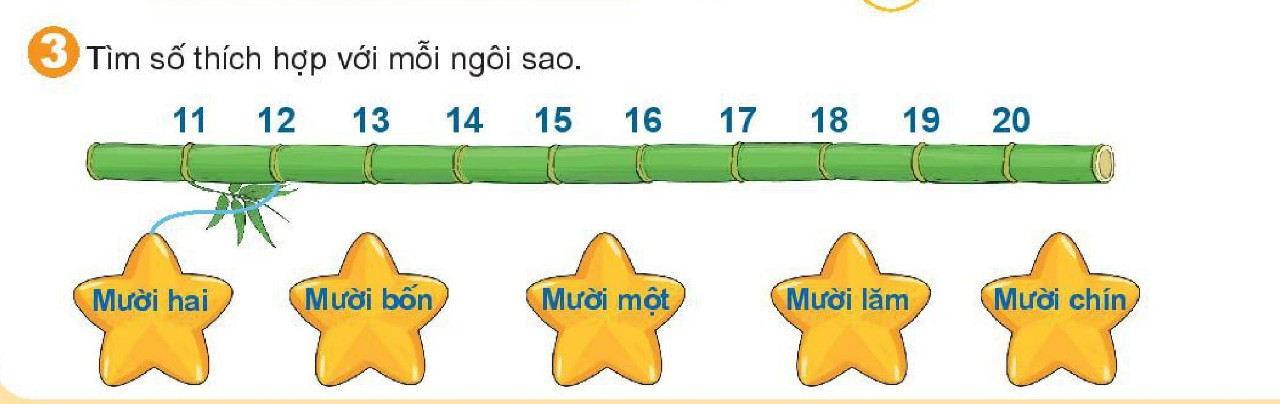 3 Tìm số thích hợp với mỗi ngôi sao.
11 12 13 14 15 16 17 18 19 20
Mười hai Mười bốn Mười một Mười lăm Mười chín